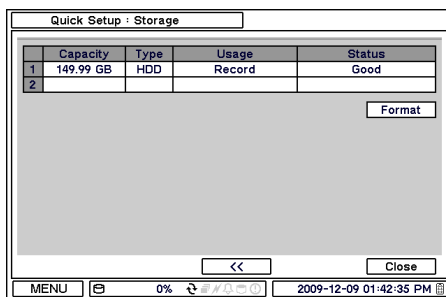 Quick Setup : Storage
Capacity Type Usage Status
1 149.99 GB HDD Record Good
2
Format
<< Close
MENU 0% 2009-12-09 01:42:35 PM